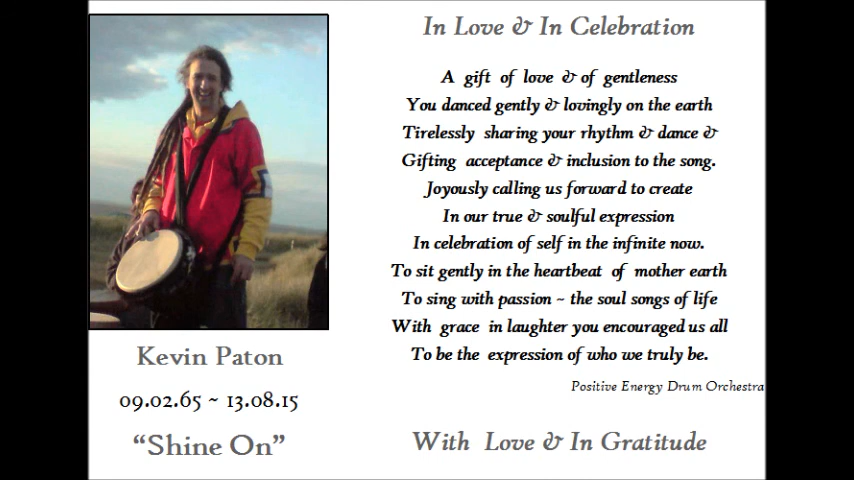 In Love & In Celebration
A gift of love & of gentleness
You danced gently & lovingly on the earth
Tirelessly sharing your rhythm & dance &
Gifting acceptance & inclusion to the song.
Joyously calling us forward to create
In our true & soulful expression
In celebration of self in the infinite now.
To sit gently in the heartbeat of mother earth
To sing with passion ~ the soul songs of life
With grace in laughter you encouraged us all
To be the expression of who we truly be.
Positive Energy Drum Orchestra
With Love & In Gratitude
Kevin Paton
09.02.65 ~ 13.08.15
“Shine On”